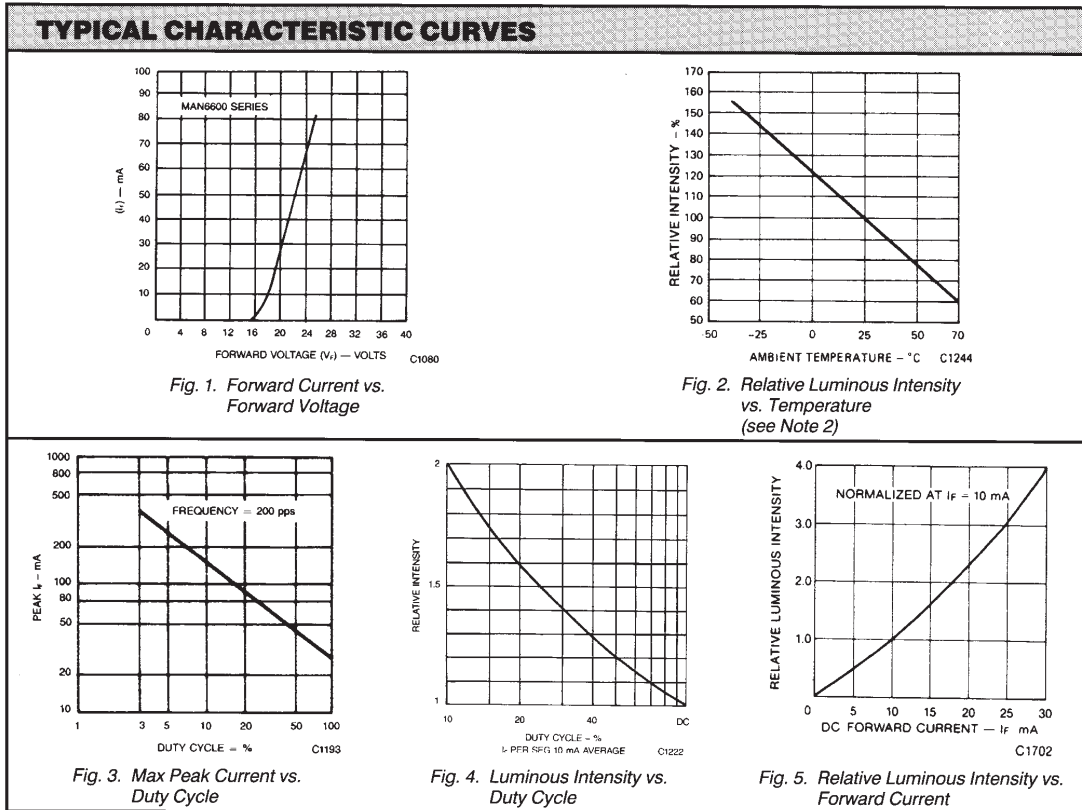 TYPICAL CHARACTERISTIC CURVES
100
90
80
70
60
50
40
30
20
10
0 4 8 12 16 20 24 28 32 36 40
(I_F) — mA
MAN6600 SERIES
FORWARD VOLTAGE (V_F) — VOLTS C1080
Fig. 1. Forward Current vs.
Forward Voltage
170
160
150
140
130
120
110
100
90
80
70
60
50
-50 -25 0 25 50 70
RELATIVE INTENSITY - %
AMBIENT TEMPERATURE - °C C1244
Fig. 2. Relative Luminous Intensity
vs. Temperature
(see Note 2)
1000
800
500
200
100
80
50
20
10
1 3 5 10 20 50 100
PEAK I_F - mA
FREQUENCY = 200 pps
DUTY CYCLE = % C1193
Fig. 3. Max Peak Current vs.
Duty Cycle
2
1.5
1
10 20 40 DC
RELATIVE INTENSITY
DUTY CYCLE - %
I_F PER SEG 10 mA AVERAGE C1222
Fig. 4. Luminous Intensity vs.
Duty Cycle
4.0
3.0
2.0
1.0
0 5 10 15 20 25 30
RELATIVE LUMINOUS INTENSITY
NORMALIZED AT I_F = 10 mA
DC FORWARD CURRENT — I_F mA
C1702
Fig. 5. Relative Luminous Intensity vs.
Forward Current